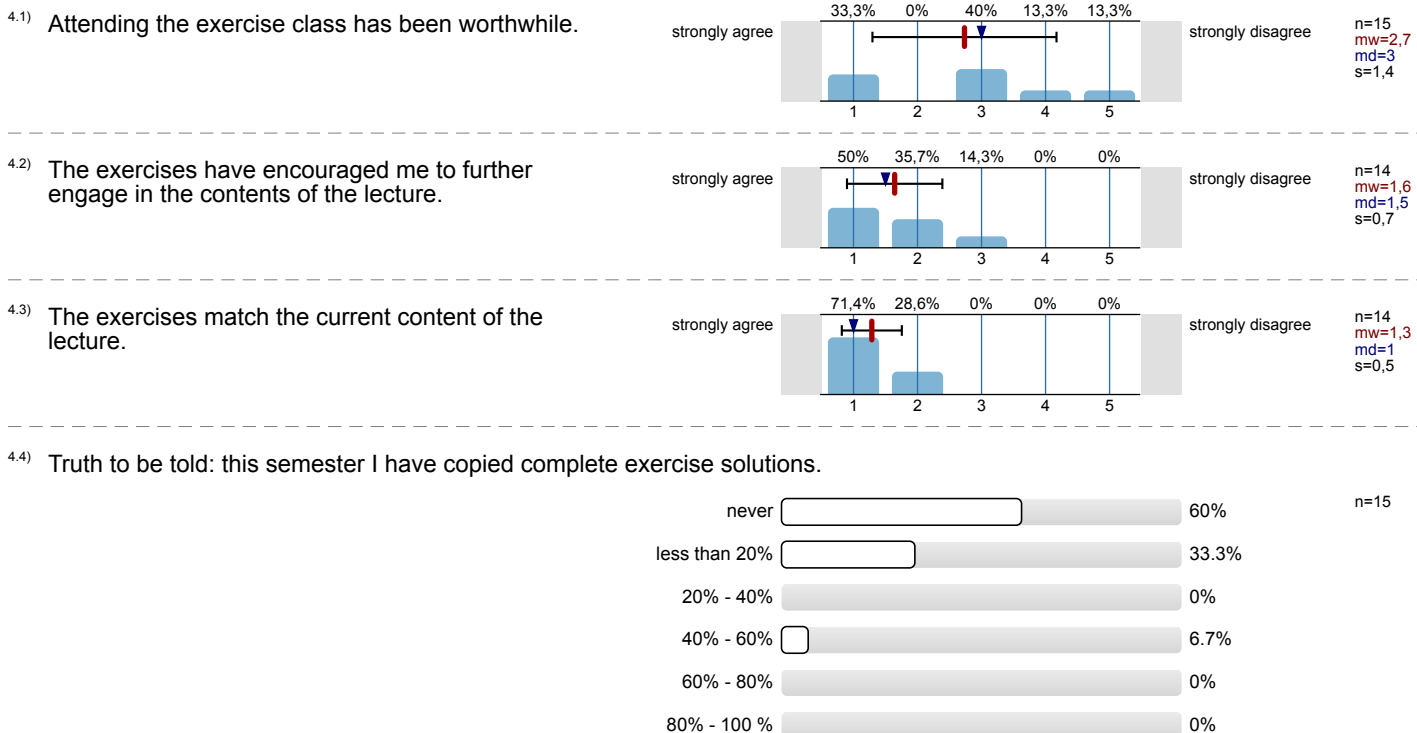 4.1) Attending the exercise class has been worthwhile.
33,3% 0% 40% 13,3% 13,3%
strongly agree strongly disagree
n=15
mw=2,7
md=3
s=1,4
1 2 3 4 5
4.2) The exercises have encouraged me to further
engage in the contents of the lecture.
50% 35,7% 14,3% 0% 0%
strongly agree strongly disagree
n=14
mw=1,6
md=1,5
s=0,7
1 2 3 4 5
4.3) The exercises match the current content of the
lecture.
71,4% 28,6% 0% 0% 0%
strongly agree strongly disagree
n=14
mw=1,3
md=1
s=0,5
1 2 3 4 5
4.4) Truth to be told: this semester I have copied complete exercise solutions.
never 60% n=15
less than 20% 33.3%
20% - 40% 0%
40% - 60% 6.7%
60% - 80% 0%
80% - 100 % 0%